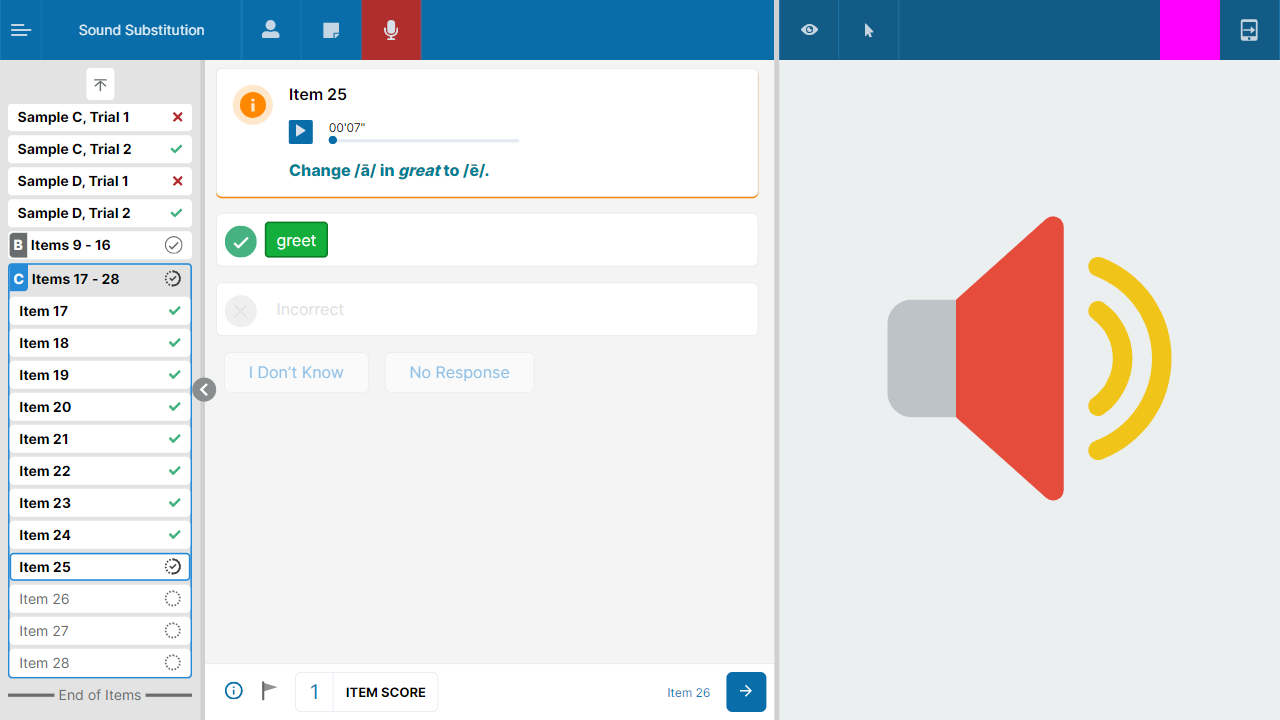 Sound Substitution
Sample C, Trial 1
Sample C, Trial 2
Sample D, Trial 1
Sample D, Trial 2
B Items 9 - 16
C Items 17 - 28
Item 17
Item 18
Item 19
Item 20
Item 21
Item 22
Item 23
Item 24
Item 25
Item 26
Item 27
Item 28
End of Items
Item 25
00'07"
Change /ā/ in great to /ē/.
greet
Incorrect
I Don’t Know
No Response
1 ITEM SCORE
Item 26